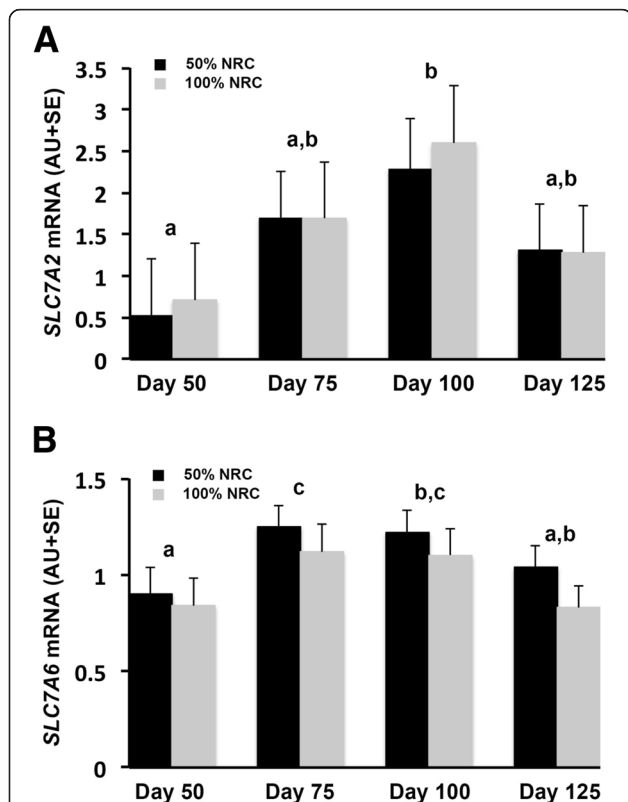 A
SLC7A2 mRNA (AU+SE)
50% NRC
100% NRC
3.5
3
2.5
2
1.5
1
0.5
0
a
a,b
b
a,b
Day 50 Day 75 Day 100 Day 125
B
SLC7A6 mRNA (AU+SE)
50% NRC
100% NRC
1.5
1
0.5
0
a
c
b,c
a,b
Day 50 Day 75 Day 100 Day 125